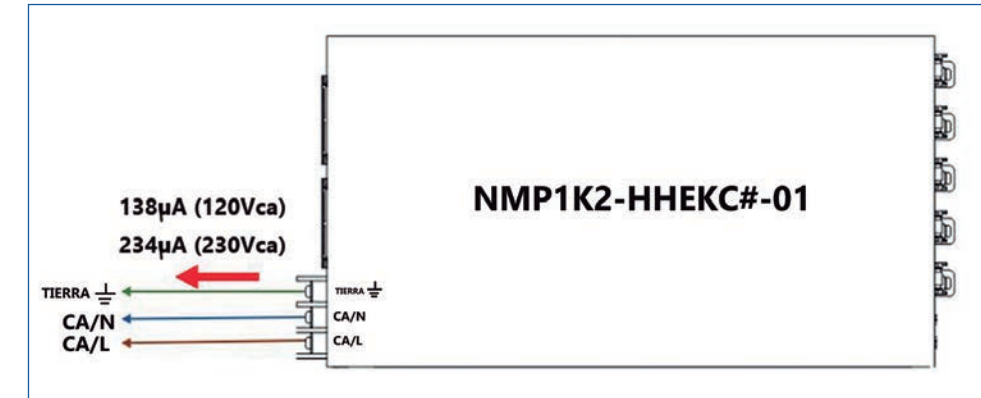 138µA (120Vca)
234µA (230Vca)
NMP1K2-HHEKC#-01
TIERRA
CA/N
CA/L
TIERRA
CA/N
CA/L